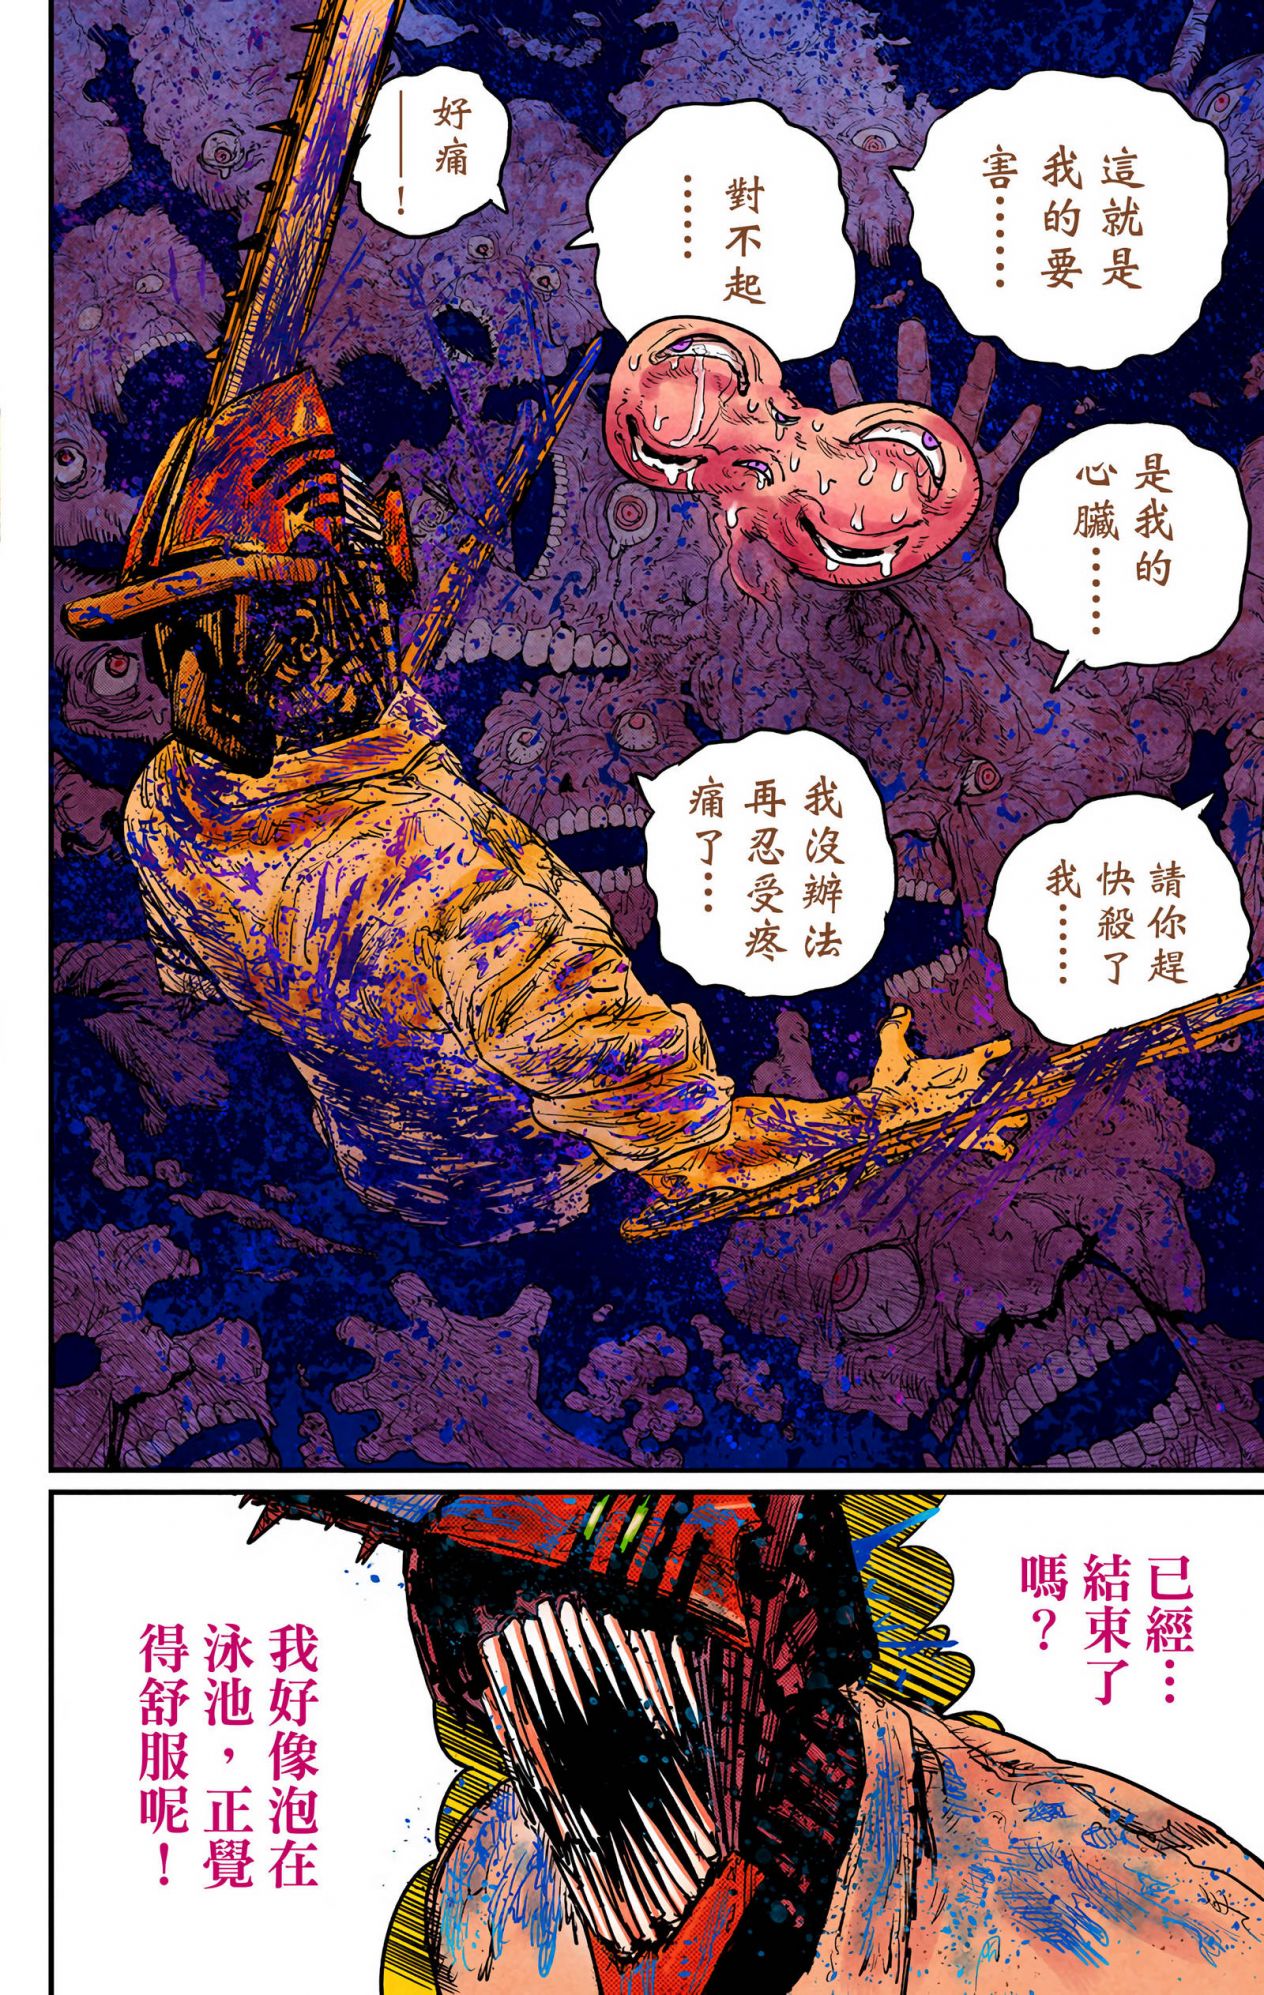 這就是
我的要
害……
是我的
心臟……
對不起
……
好痛
──！
請你趕
快殺了
我……
我沒辦法
再忍受疼
痛了…
已經…
結束了
嗎？
我好像泡在
泳池，正覺
得舒服呢！